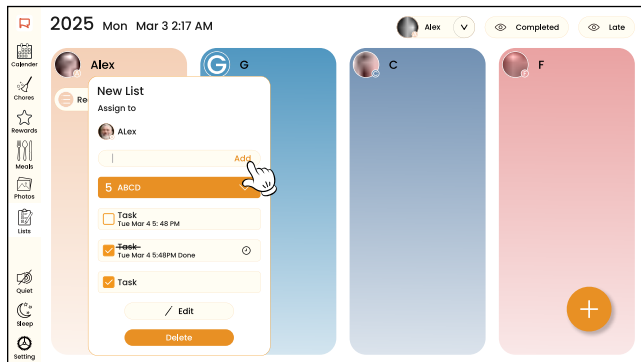 2025 Mon Mar 3 2:17 AM
Alex
Completed
Late
Calender
Chores
Rewards
Meals
Photos
Lists
Quiet
Sleep
Setting
Alex
G G
C
F
New List
Assign to
ALex
Add
5 ABCD
Task
Tue Mar 4 5: 48 PM
Task
Tue Mar 4 5:48PM Done
Task
Edit
Delete